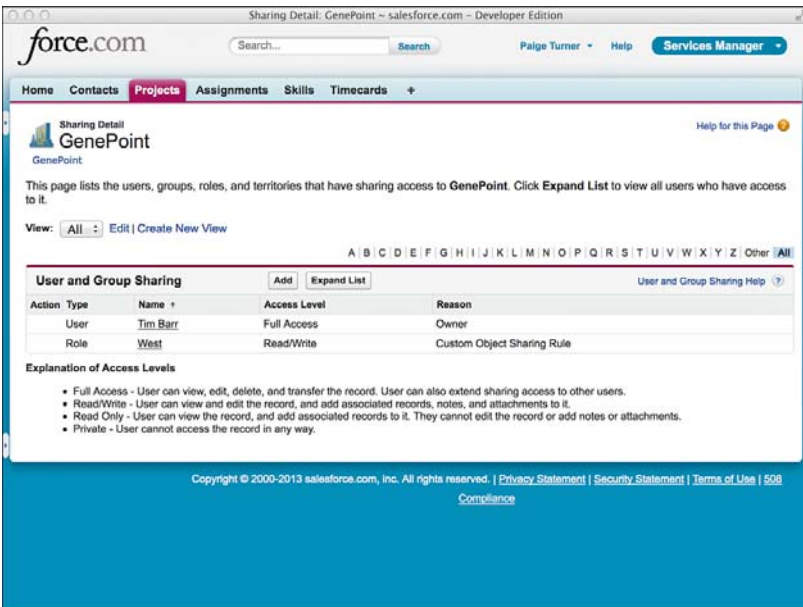 Sharing Detail: GenePoint ~ salesforce.com – Developer Edition
force.com
Search...
Search
Paige Turner
Help
Services Manager
Home Contacts Projects Assignments Skills Timecards +
Sharing Detail
GenePoint
Help for this Page ?
GenePoint
This page lists the users, groups, roles, and territories that have sharing access to GenePoint. Click Expand List to view all users who have access
to it.
View: All Edit | Create New View
A | B | C | D | E | F | G | H | I | J | K | L | M | N | O | P | Q | R | S | T | U | V | W | X | Y | Z | Other All
User and Group Sharing Add Expand List User and Group Sharing Help ?
Action Type Name ↑ Access Level Reason
User Tim Barr Full Access Owner
Role West Read/Write Custom Object Sharing Rule
Explanation of Access Levels
• Full Access - User can view, edit, delete, and transfer the record. User can also extend sharing access to other users.
• Read/Write - User can view and edit the record, and add associated records, notes, and attachments to it.
• Read Only - User can view the record, and add associated records to it. They cannot edit the record or add notes or attachments.
• Private - User cannot access the record in any way.
Copyright © 2000-2013 salesforce.com, inc. All rights reserved. | Privacy Statement | Security Statement | Terms of Use | 508
Compliance